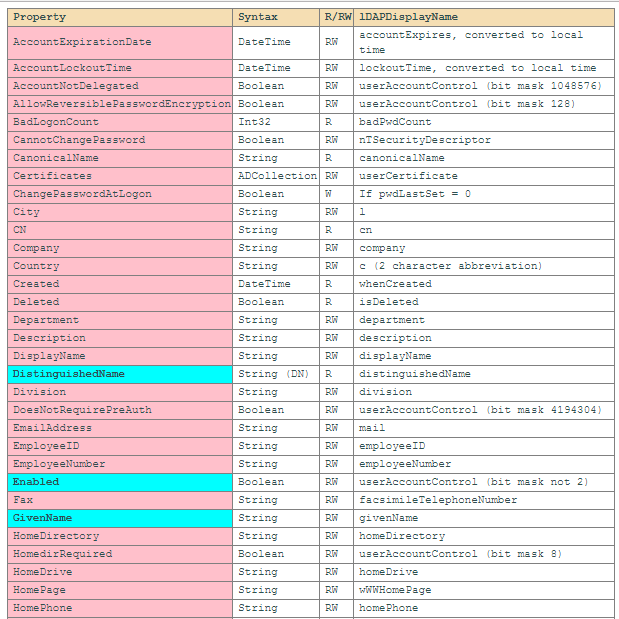 Property Syntax R/RW lDAPDisplayName
AccountExpirationDate DateTime RW accountExpires, converted to local
time
AccountLockoutTime DateTime RW lockoutTime, converted to local time
AccountNotDelegated Boolean RW userAccountControl (bit mask 1048576)
AllowReversiblePasswordEncryption Boolean RW userAccountControl (bit mask 128)
BadLogonCount Int32 R badPwdCount
CannotChangePassword Boolean RW nTSecurityDescriptor
CanonicalName String R canonicalName
Certificates ADCollection RW userCertificate
ChangePasswordAtLogon Boolean W If pwdLastSet = 0
City String RW l
CN String R cn
Company String RW company
Country String RW c (2 character abbreviation)
Created DateTime R whenCreated
Deleted Boolean R isDeleted
Department String RW department
Description String RW description
DisplayName String RW displayName
DistinguishedName String (DN) R distinguishedName
Division String RW division
DoesNotRequirePreAuth Boolean RW userAccountControl (bit mask 4194304)
EmailAddress String RW mail
EmployeeID String RW employeeID
EmployeeNumber String RW employeeNumber
Enabled Boolean RW userAccountControl (bit mask not 2)
Fax String RW facsimileTelephoneNumber
GivenName String RW givenName
HomeDirectory String RW homeDirectory
HomedirRequired Boolean RW userAccountControl (bit mask 8)
HomeDrive String RW homeDrive
HomePage String RW wWWHomePage
HomePhone String RW homePhone